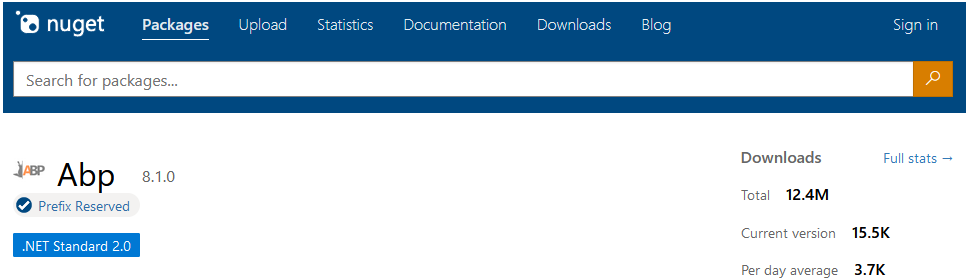 nuget Packages Upload Statistics Documentation Downloads Blog Sign in
Search for packages...
ABP Abp 8.1.0
Prefix Reserved
.NET Standard 2.0
Downloads Full stats →
Total 12.4M
Current version 15.5K
Per day average 3.7K